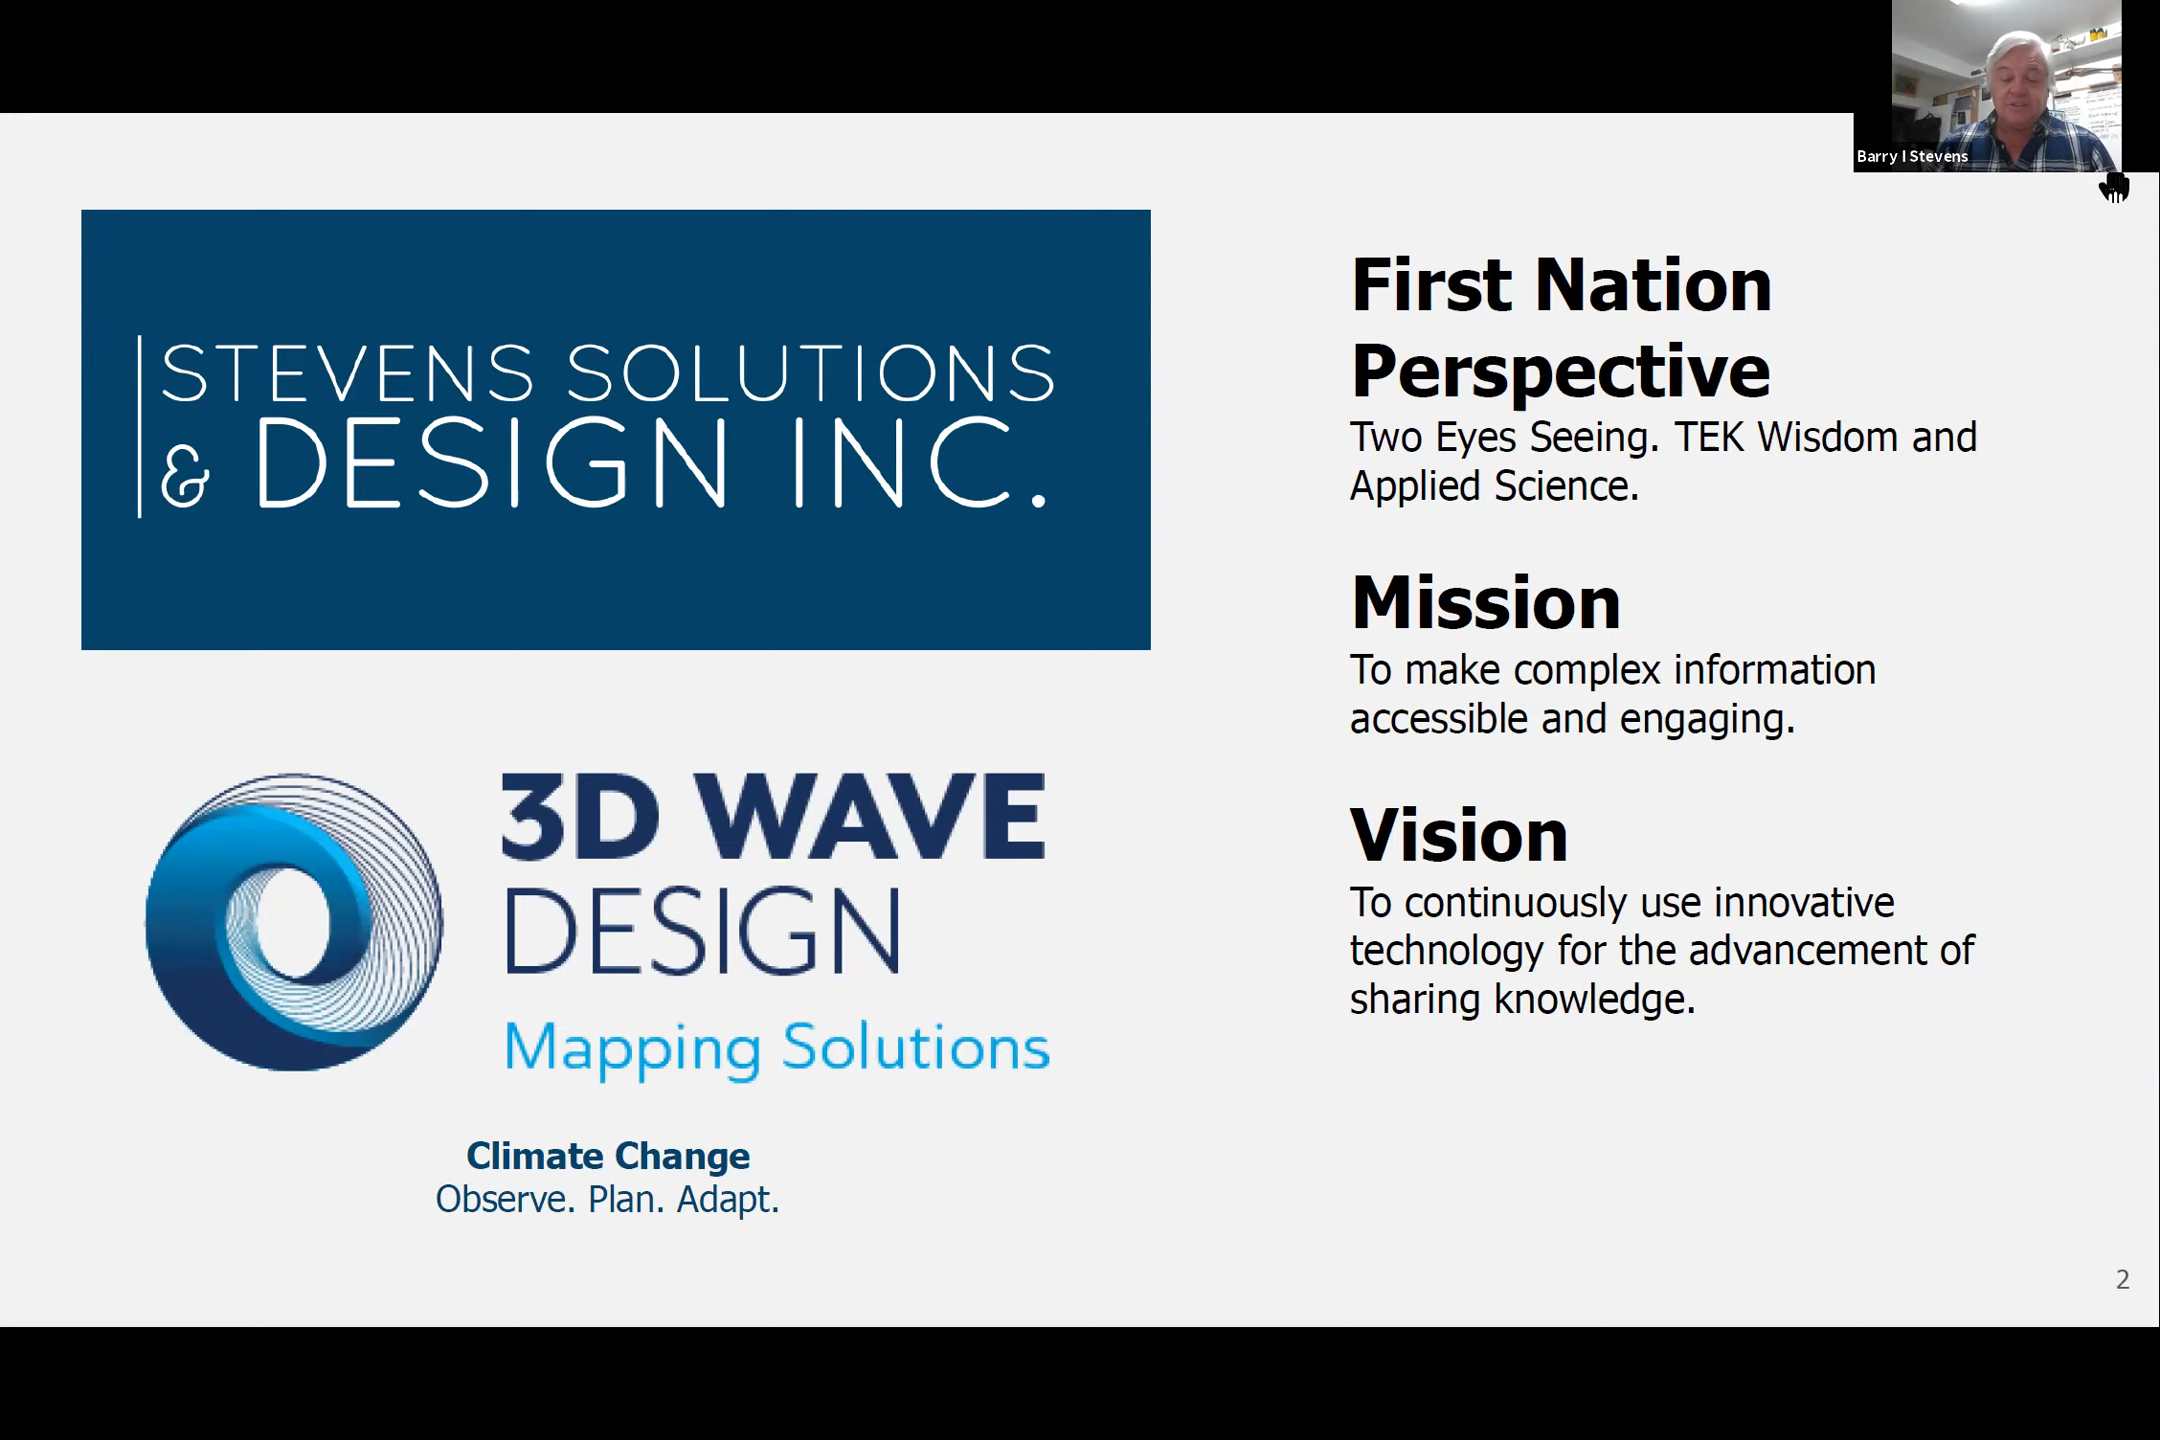 Barry I Stevens
STEVENS SOLUTIONS
& DESIGN INC.
3D WAVE
DESIGN
Mapping Solutions
Climate Change
Observe. Plan. Adapt.
First Nation
Perspective
Two Eyes Seeing. TEK Wisdom and
Applied Science.
Mission
To make complex information
accessible and engaging.
Vision
To continuously use innovative
technology for the advancement of
sharing knowledge.
2